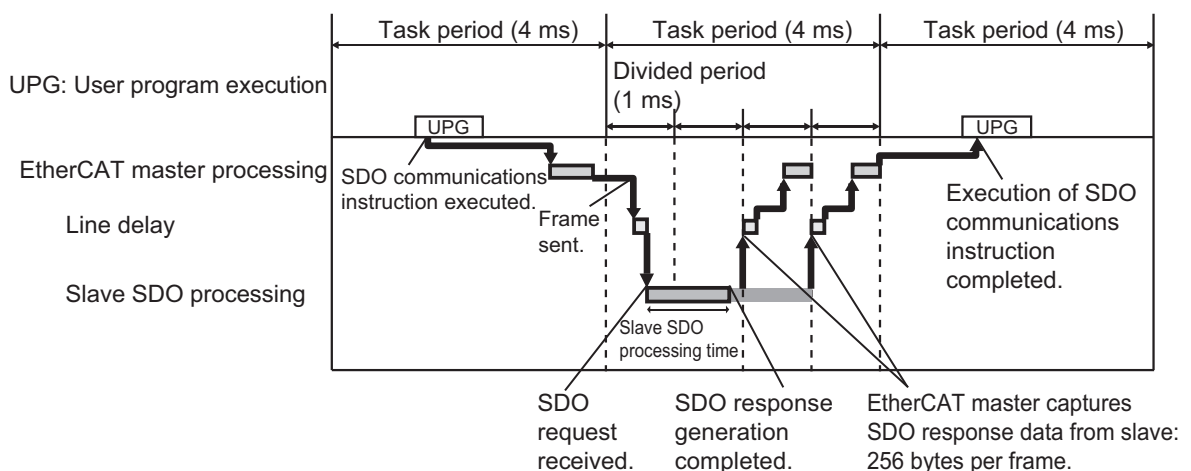 Task period (4 ms)
Task period (4 ms)
Task period (4 ms)
UPG: User program execution
Divided period
(1 ms)
UPG
UPG
EtherCAT master processing
SDO communications
instruction executed.
Frame
sent.
Execution of SDO
communications
instruction
completed.
Line delay
Slave SDO processing
Slave SDO
processing time
SDO
request
received.
SDO response
generation
completed.
EtherCAT master captures
SDO response data from slave:
256 bytes per frame.